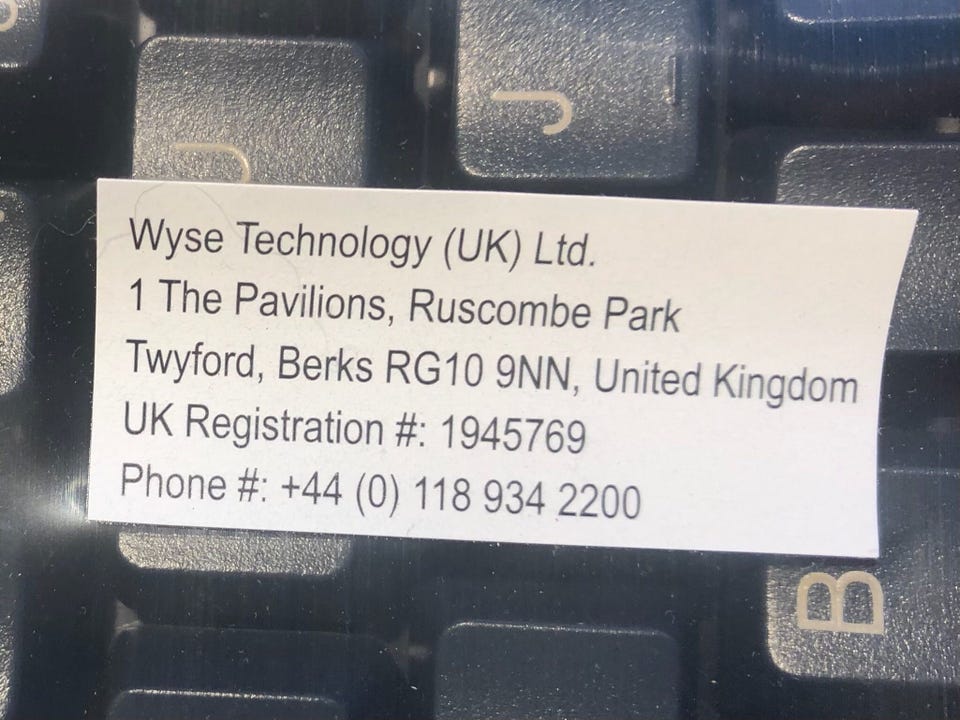 J
J
Wyse Technology (UK) Ltd.
1 The Pavilions, Ruscombe Park
Twyford, Berks RG10 9NN, United Kingdom
UK Registration #: 1945769
Phone #: +44 (0) 118 934 2200
B